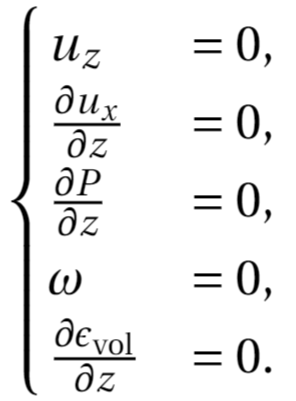 u_z = 0,
∂u_x/∂z = 0,
∂P/∂z = 0,
ω = 0,
∂ϵ_vol/∂z = 0.